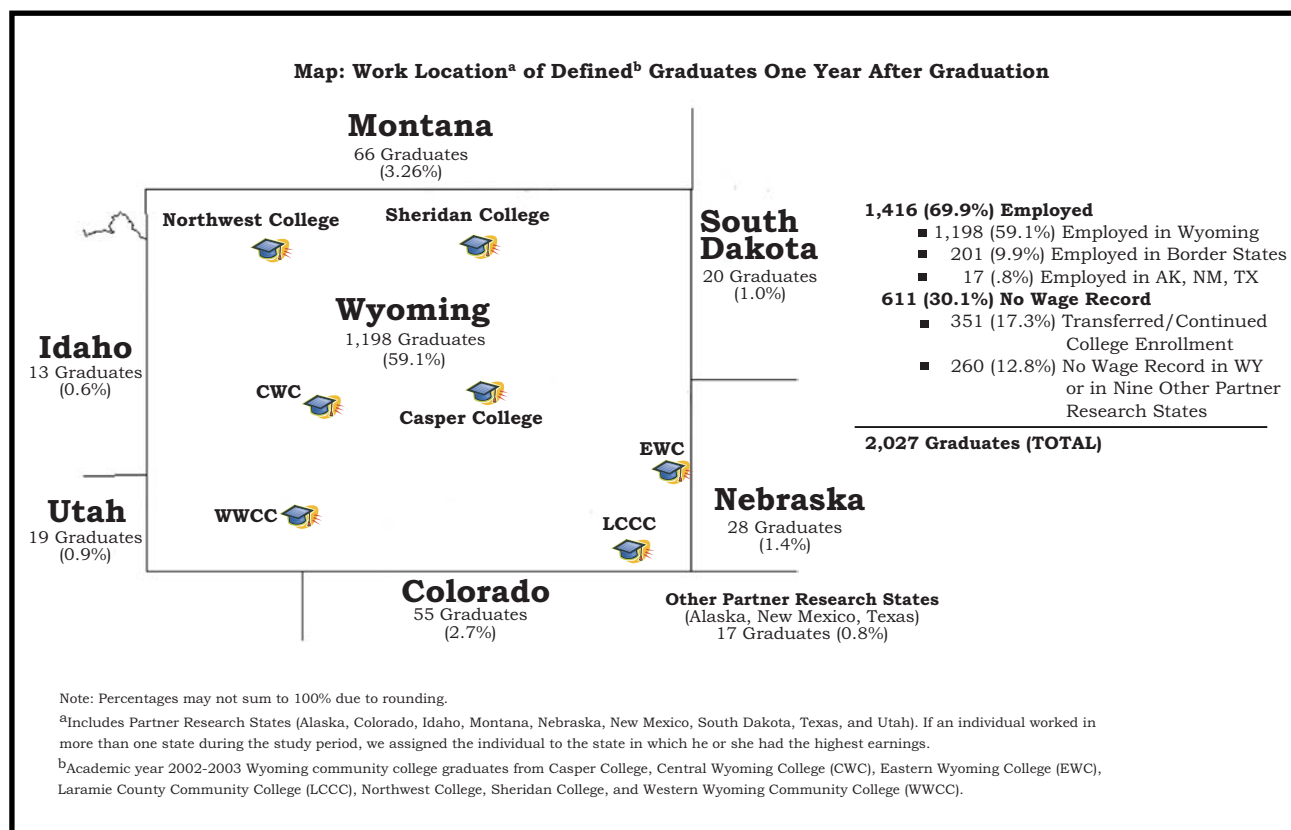 Map: Work Locationa of Definedb Graduates One Year After Graduation
Montana
66 Graduates
(3.26%)
Northwest College
Sheridan College
South
Dakota
20 Graduates
(1.0%)
Wyoming
1,198 Graduates
(59.1%)
Idaho
13 Graduates
(0.6%)
CWC
Casper College
EWC
Utah
19 Graduates
(0.9%)
WWCC
LCCC
Nebraska
28 Graduates
(1.4%)
Colorado
55 Graduates
(2.7%)
Other Partner Research States
(Alaska, New Mexico, Texas)
17 Graduates (0.8%)
1,416 (69.9%) Employed
■ 1,198 (59.1%) Employed in Wyoming
■ 201 (9.9%) Employed in Border States
■ 17 (.8%) Employed in AK, NM, TX
611 (30.1%) No Wage Record
■ 351 (17.3%) Transferred/Continued
College Enrollment
■ 260 (12.8%) No Wage Record in WY
or in Nine Other Partner
Research States
2,027 Graduates (TOTAL)
Note: Percentages may not sum to 100% due to rounding.
aIncludes Partner Research States (Alaska, Colorado, Idaho, Montana, Nebraska, New Mexico, South Dakota, Texas, and Utah). If an individual worked in
more than one state during the study period, we assigned the individual to the state in which he or she had the highest earnings.
bAcademic year 2002-2003 Wyoming community college graduates from Casper College, Central Wyoming College (CWC), Eastern Wyoming College (EWC),
Laramie County Community College (LCCC), Northwest College, Sheridan College, and Western Wyoming Community College (WWCC).